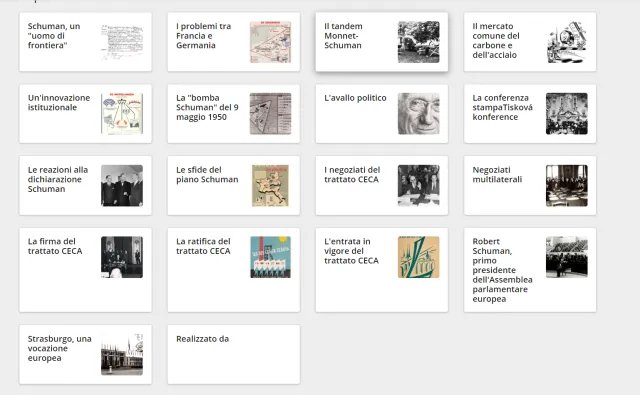 Schuman, un
"uomo di
frontiera"
I problemi tra
Francia e
Germania
Il tandem
Monnet-
Schuman
Il mercato
comune del
carbone e
dell'acciaio
Un'innovazione
istituzionale
La "bomba
Schuman" del 9
maggio 1950
L'avallo politico
La conferenza
stampaTisková
konference
Le reazioni alla
dichiarazione
Schuman
Le sfide del
piano Schuman
I negoziati del
trattato CECA
Negoziati
multilaterali
La firma del
trattato CECA
La ratifica del
trattato CECA
L'entrata in
vigore del
trattato CECA
Robert
Schuman,
primo
presidente
dell'Assemblea
parlamentare
europea
Strasburgo, una
vocazione
europea
Realizzato da